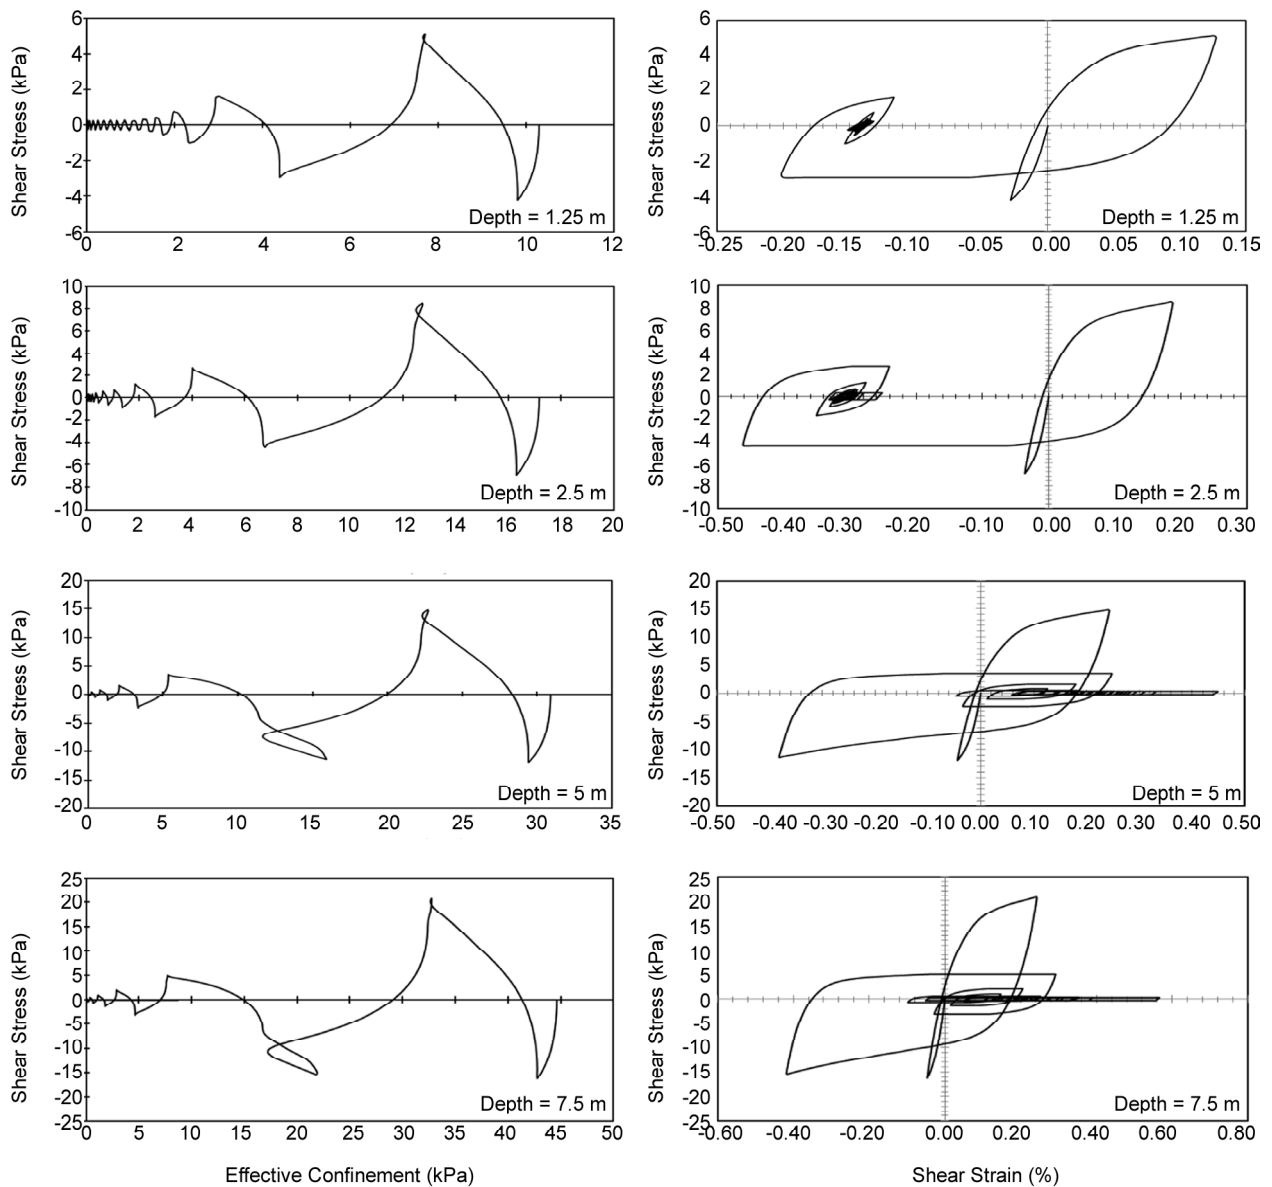 6
4
2
0
-2
-4
-6
Shear Stress (kPa)
Depth = 1.25 m
0 2 4 6 8 10 12
6
4
2
0
-2
-4
-6
Shear Stress (kPa)
Depth = 1.25 m
-0.25 -0.20 -0.10 -0.05 0.00 0.05 0.10 0.15
10
8
6
4
2
0
-2
-4
-6
-8
-10
Shear Stress (kPa)
Depth = 2.5 m
0 2 4 6 8 10 12 14 16 18 20
10
8
6
4
2
0
-2
-4
-6
-8
-10
Shear Stress (kPa)
Depth = 2.5 m
-0.50 -0.40 -0.30 -0.20 -0.10 0.00 0.10 0.20 0.30
20
15
10
5
0
-5
-10
-15
-20
Shear Stress (kPa)
Depth = 5 m
0 5 10 15 20 25 30 35
20
15
10
5
0
-5
-10
-15
-20
Shear Stress (kPa)
Depth = 5 m
-0.50 -0.40 -0.30 -0.20 -0.10 0.00 0.10 0.20 0.30 0.40 0.50
25
20
15
10
5
0
-5
-10
-15
-20
-25
Shear Stress (kPa)
Depth = 7.5 m
0 5 10 15 20 25 30 35 40 45 50
25
20
15
10
5
0
-5
-10
-15
-20
-25
Shear Stress (kPa)
Depth = 7.5 m
-0.60 -0.40 -0.20 0.00 0.20 0.40 0.60 0.80
Effective Confinement (kPa)
Shear Strain (%)